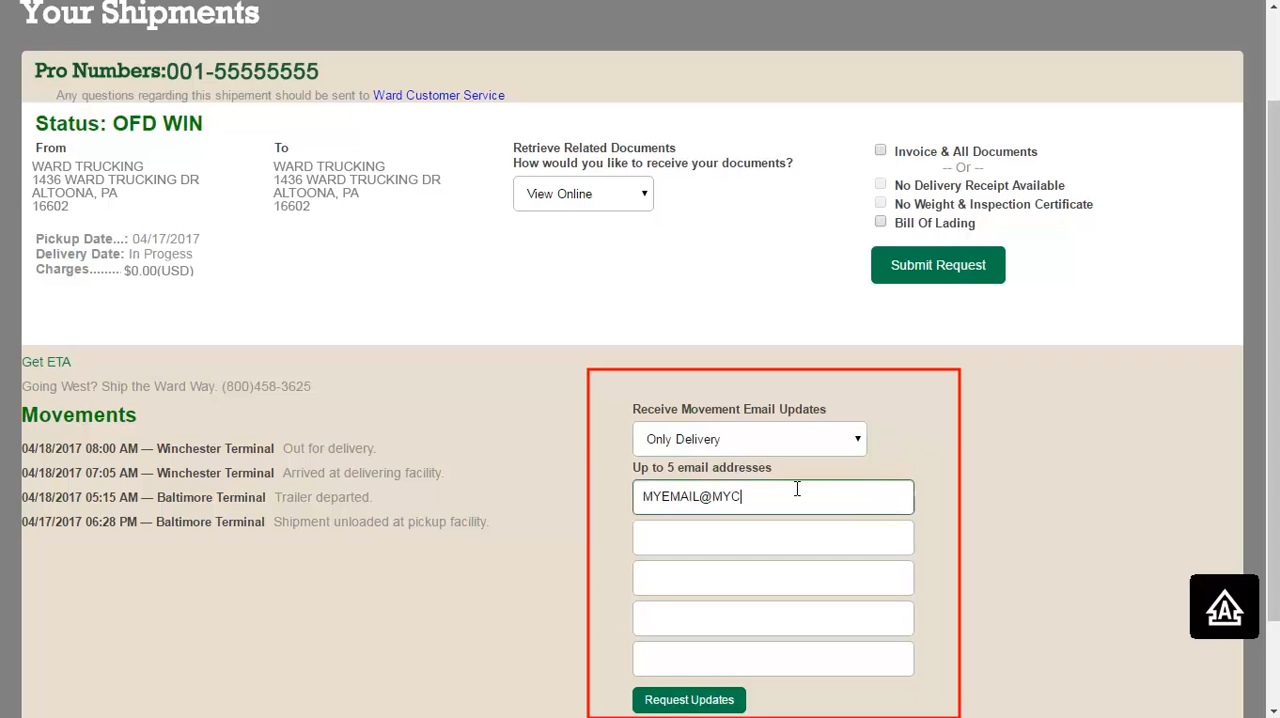 Your Shipments
Pro Numbers:001-55555555
Any questions regarding this shipement should be sent to Ward Customer Service
Status: OFD WIN
From
WARD TRUCKING
1436 WARD TRUCKING DR
ALTOONA, PA
16602
To
WARD TRUCKING
1436 WARD TRUCKING DR
ALTOONA, PA
16602
Pickup Date...: 04/17/2017
Delivery Date: In Progess
Charges........ $0.00(USD)
Retrieve Related Documents
How would you like to receive your documents?
View Online
Invoice & All Documents
-- Or --
No Delivery Receipt Available
No Weight & Inspection Certificate
Bill Of Lading
Submit Request
Get ETA
Going West? Ship the Ward Way. (800)458-3625
Movements
04/18/2017 08:00 AM — Winchester Terminal Out for delivery.
04/18/2017 07:05 AM — Winchester Terminal Arrived at delivering facility.
04/18/2017 05:15 AM — Baltimore Terminal Trailer departed.
04/17/2017 06:28 PM — Baltimore Terminal Shipment unloaded at pickup facility.
Receive Movement Email Updates
Only Delivery
Up to 5 email addresses
MYEMAIL@MYC
Request Updates
A